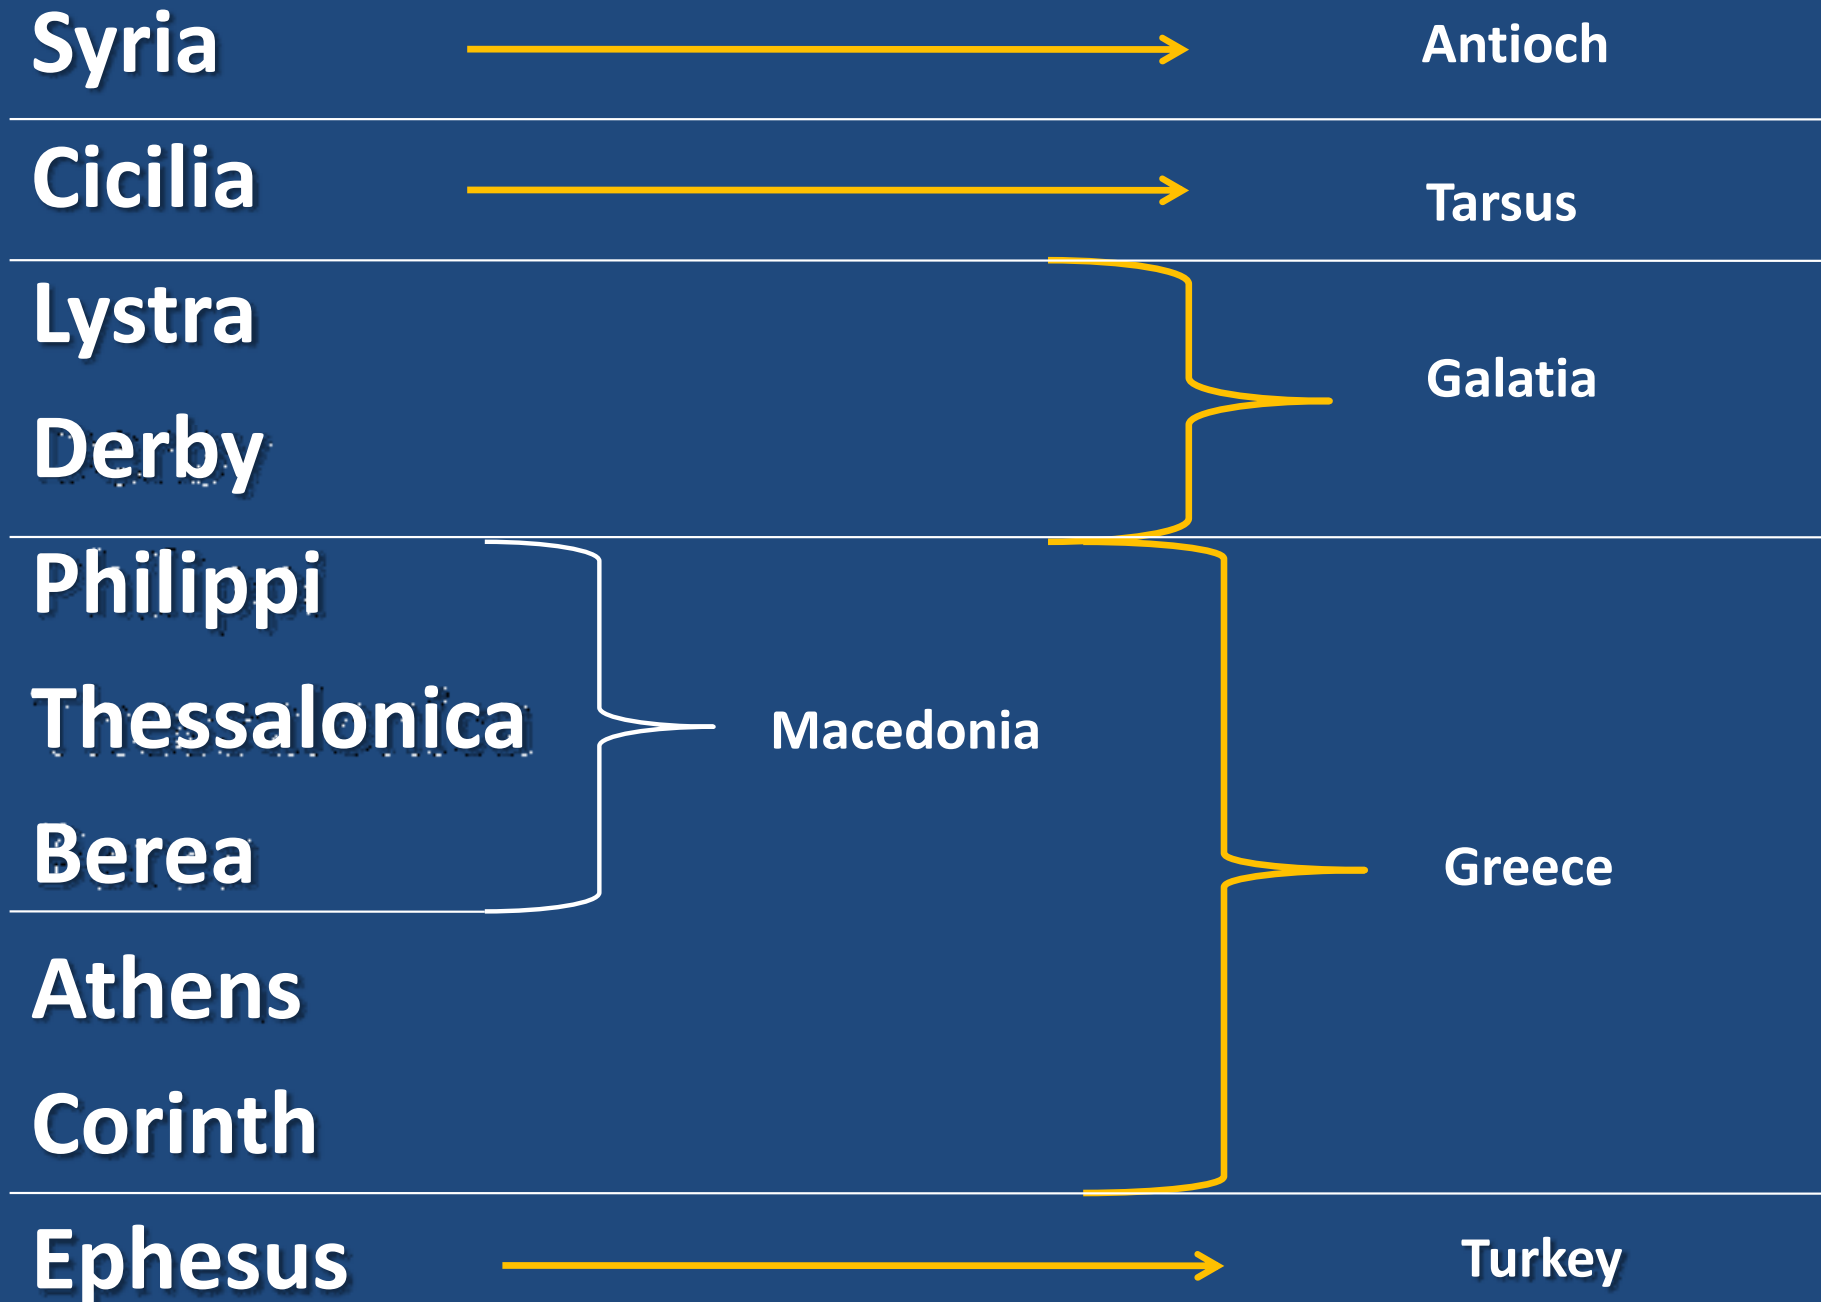 Syria Antioch
Cicilia Tarsus
Lystra
Galatia
Derby
Philippi
Thessalonica Macedonia
Berea Greece
Athens
Corinth
Ephesus Turkey